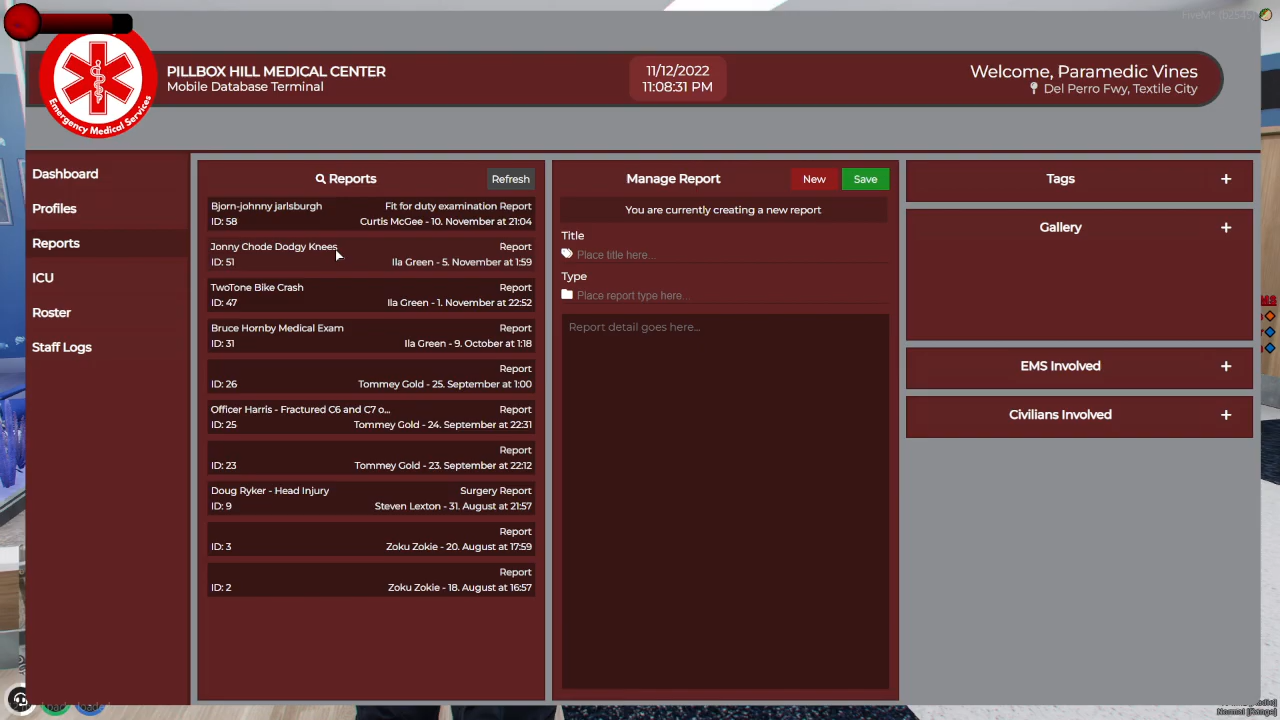 FiveM
PILLBOX HILL MEDICAL CENTER
Mobile Database Terminal
11/12/2022
11:08:31 PM
Welcome, Paramedic Vines
Del Perro Fwy, Textile City
Emergency Medical Services
Dashboard
Profiles
Reports
ICU
Roster
Staff Logs
Reports
Refresh
Bjorn-johnny jarlsburgh Fit for duty examination Report
ID: 58 Curtis McGee - 10. November at 21:04
Jonny Chode Dodgy Knees Report
ID: 51 Ila Green - 5. November at 1:59
TwoTone Bike Crash Report
ID: 47 Ila Green - 1. November at 22:52
Bruce Hornby Medical Exam Report
ID: 31 Ila Green - 9. October at 1:18
Report
ID: 26 Tommey Gold - 25. September at 1:00
Officer Harris - Fractured C6 and C7 o... Report
ID: 25 Tommey Gold - 24. September at 22:31
Report
ID: 23 Tommey Gold - 23. September at 22:12
Doug Ryker - Head Injury Surgery Report
ID: 9 Steven Lexton - 31. August at 21:57
Report
ID: 3 Zoku Zokie - 20. August at 17:59
Report
ID: 2 Zoku Zokie - 18. August at 16:57
Manage Report
New
Save
You are currently creating a new report
Title
Place title here...
Type
Place report type here...
Report detail goes here...
Tags +
Gallery +
EMS Involved +
Civilians Involved +